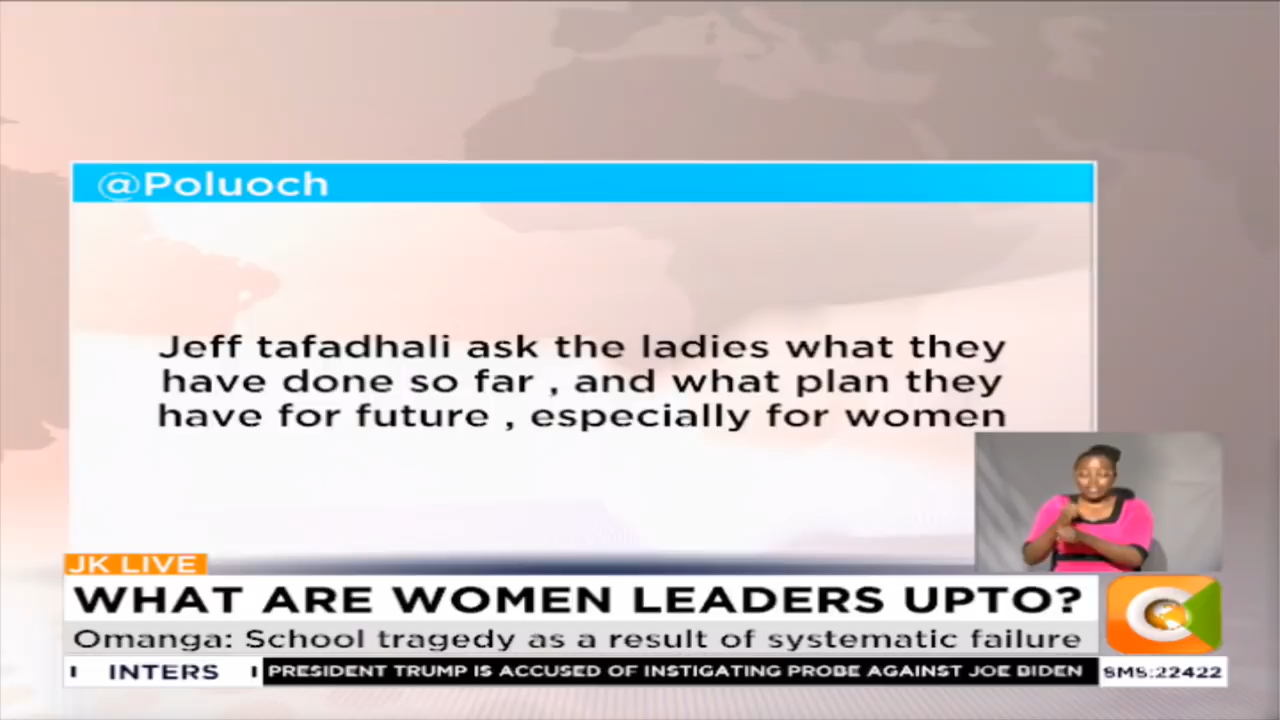 @Poluoch
Jeff tafadhali ask the ladies what they
have done so far , and what plan they
have for future , especially for women
JK LIVE
WHAT ARE WOMEN LEADERS UPTO?
Omanga: School tragedy as a result of systematic failure
INTERS
PRESIDENT TRUMP IS ACCUSED OF INSTIGATING PROBE AGAINST JOE BIDEN
SMS:22422